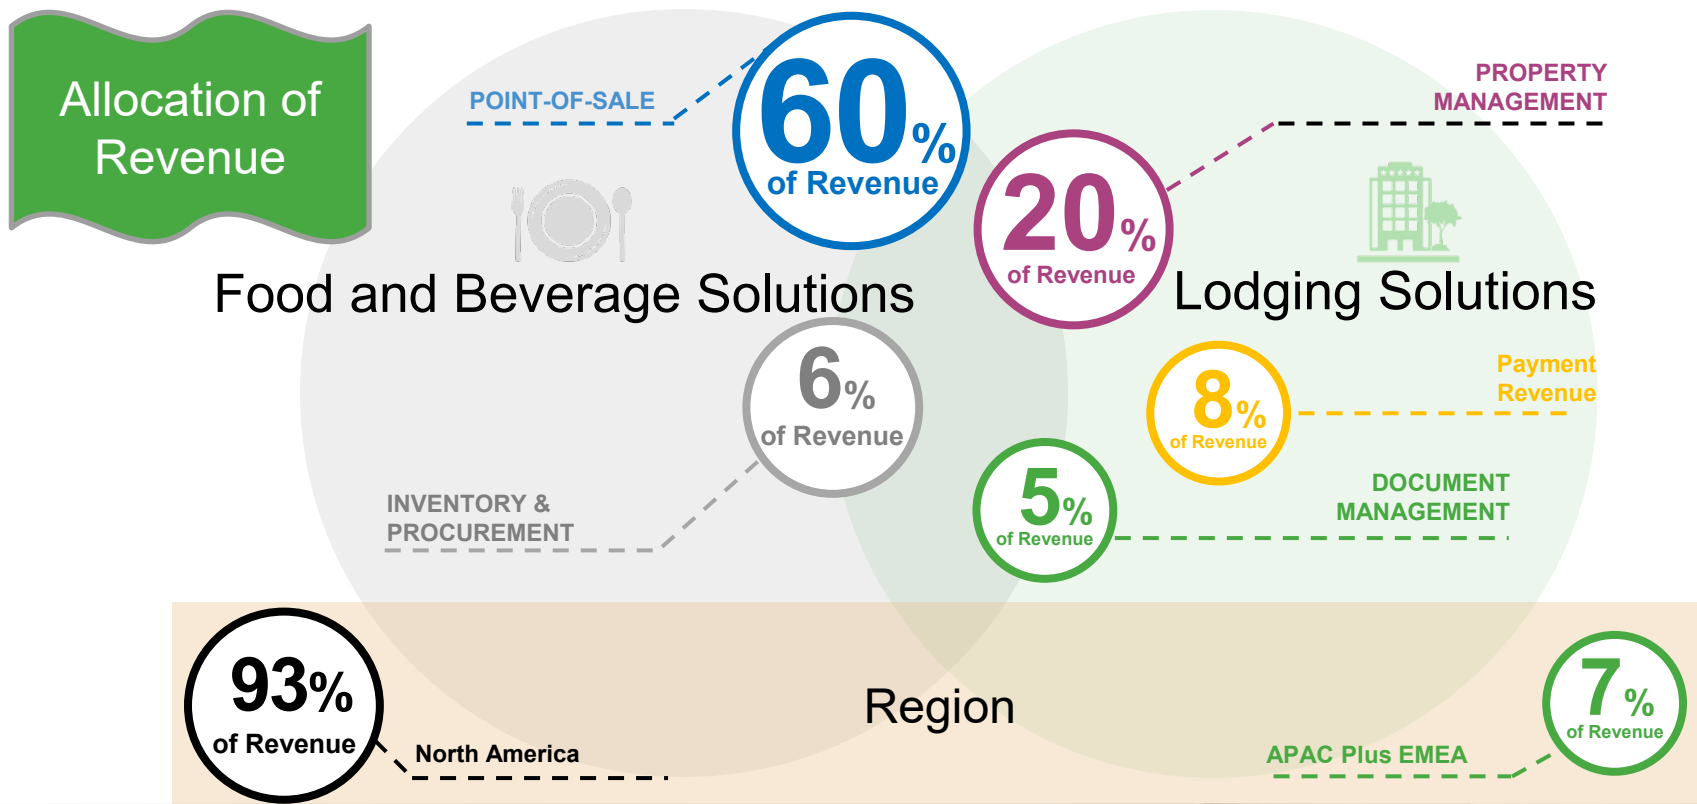 Allocation of
Revenue
POINT-OF-SALE
60%
of Revenue
PROPERTY
MANAGEMENT
20%
of Revenue
Food and Beverage Solutions
Lodging Solutions
6%
of Revenue
INVENTORY &
PROCUREMENT
8%
of Revenue
Payment
Revenue
5%
of Revenue
DOCUMENT
MANAGEMENT
93%
of Revenue
North America
Region
7%
of Revenue
APAC Plus EMEA